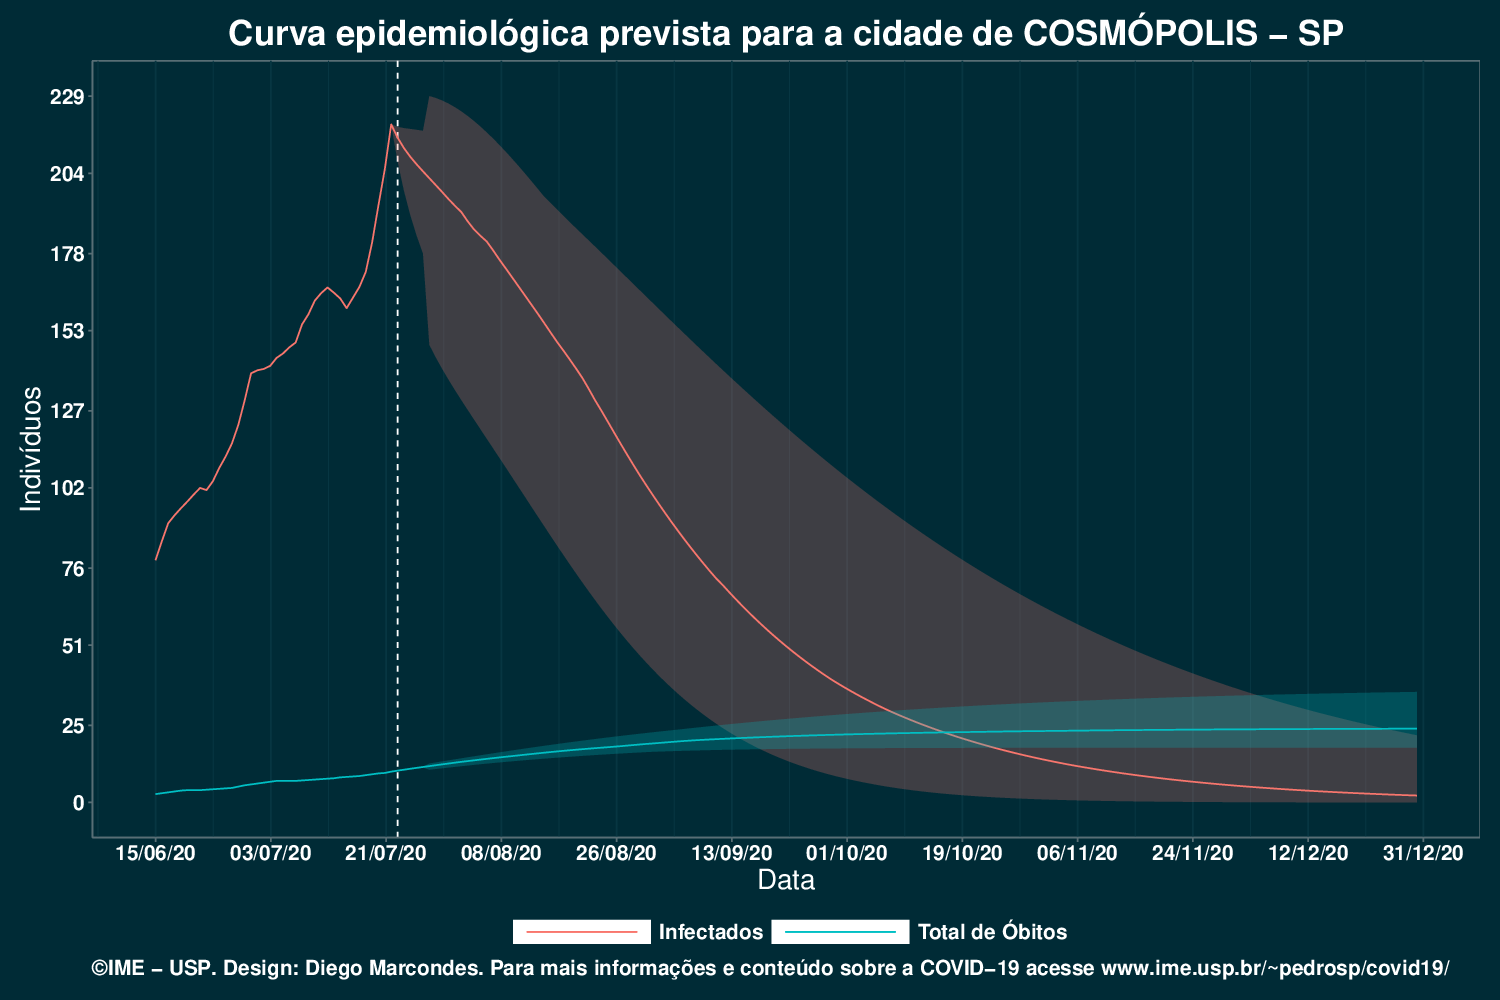 Curva epidemiológica prevista para a cidade de COSMÓPOLIS – SP
229
204
178
153
127
102
76
51
25
0
Indivíduos
15/06/20 03/07/20 21/07/20 08/08/20 26/08/20 13/09/20 01/10/20 19/10/20 06/11/20 24/11/20 12/12/20 31/12/20
Data
Infectados Total de Óbitos
©IME – USP. Design: Diego Marcondes. Para mais informações e conteúdo sobre a COVID–19 acesse www.ime.usp.br/~pedrosp/covid19/